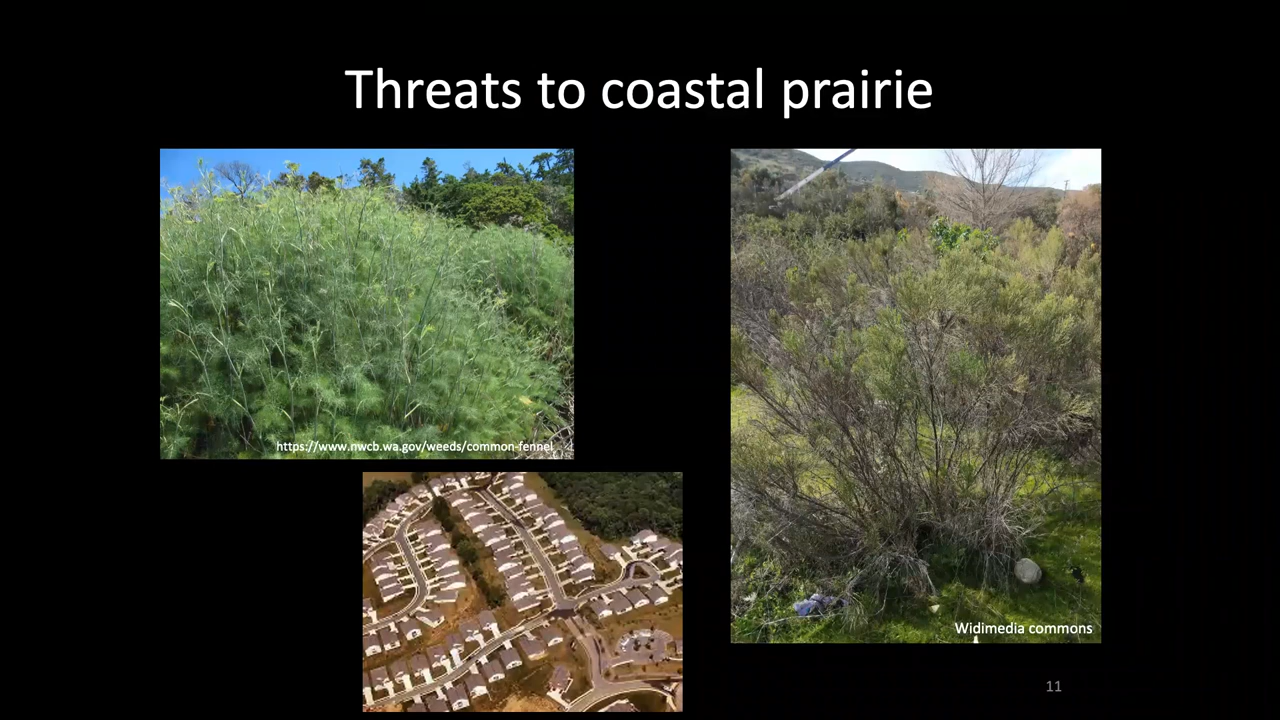 Threats to coastal prairie
https://www.nwcb.wa.gov/weeds/common-fennel
Widimedia commons
11